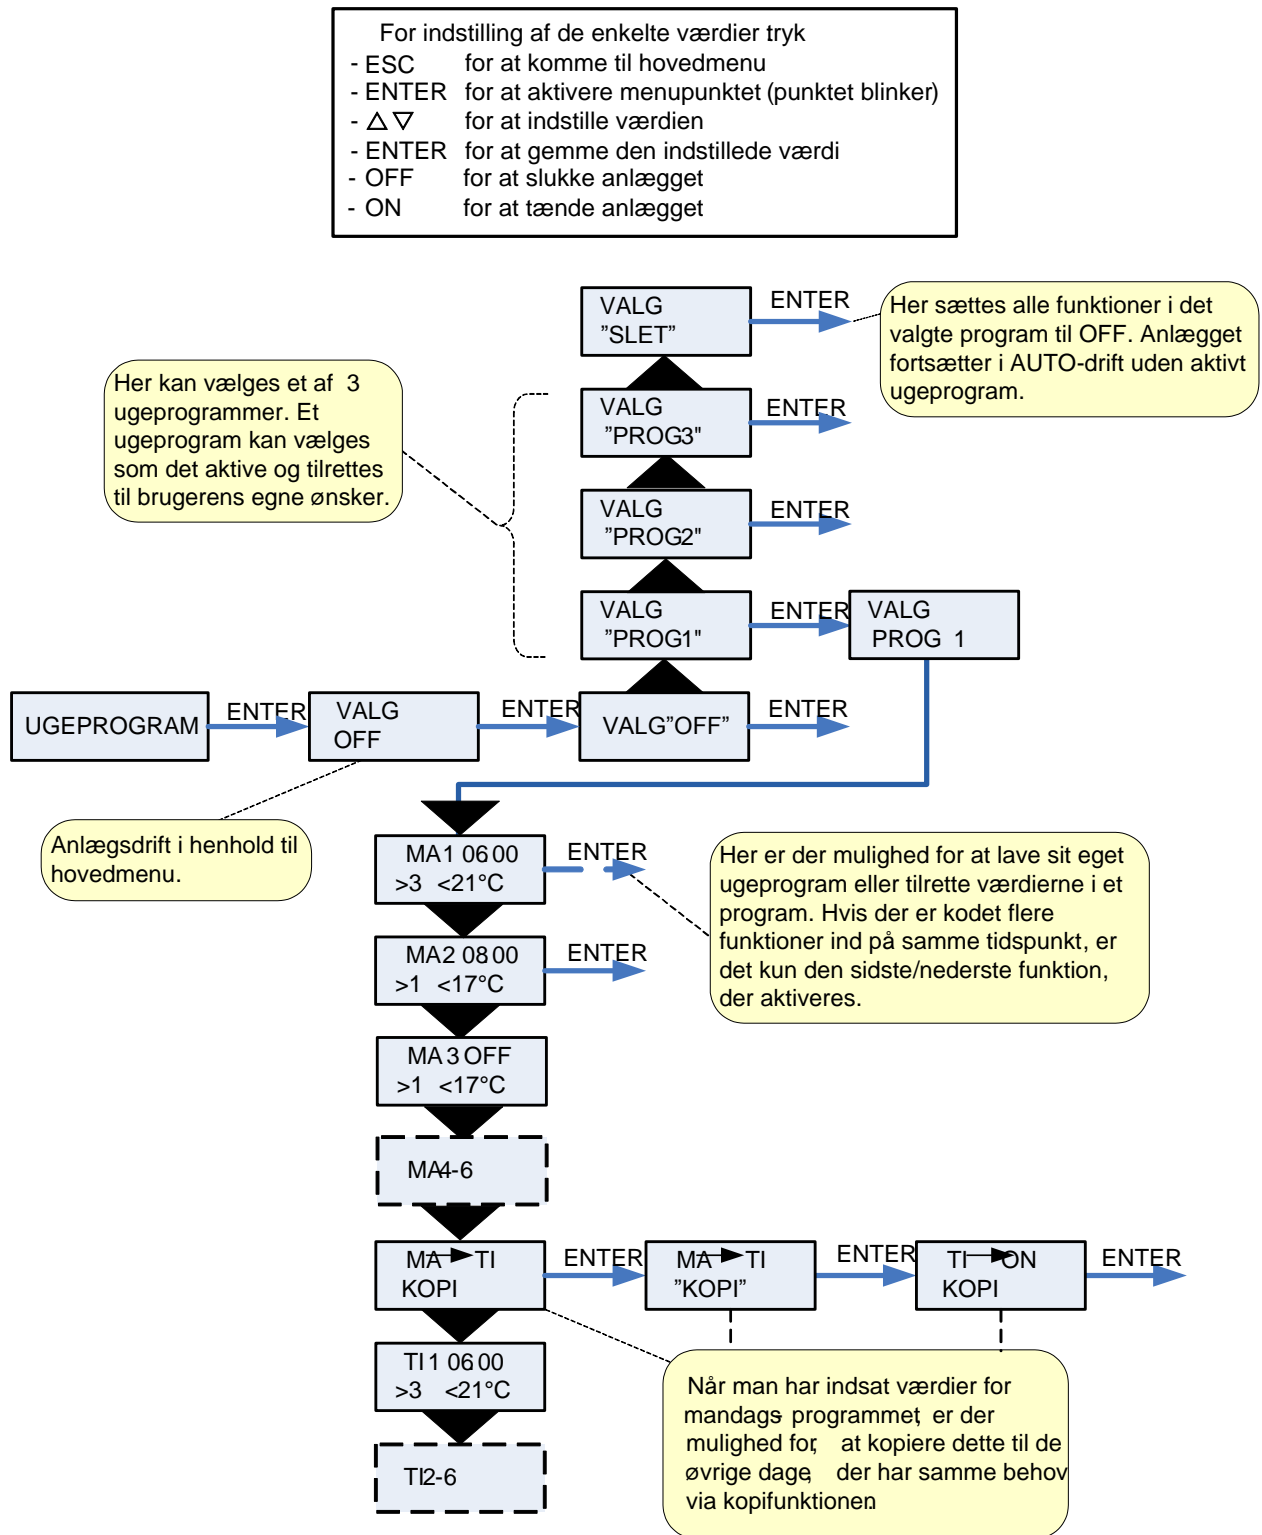 For indstilling af de enkelte værdier tryk
- ESC for at komme til hovedmenu
- ENTER for at aktivere menupunktet (punktet blinker)
- △▽ for at indstille værdien
- ENTER for at gemme den indstillede værdi
- OFF for at slukke anlægget
- ON for at tænde anlægget
VALG
"SLET"
ENTER
Her sættes alle funktioner i det
valgte program til OFF. Anlægget
fortsætter i AUTO-drift uden aktivt
ugeprogram.
Her kan vælges et af 3
ugeprogrammer. Et
ugeprogram kan vælges
som det aktive og tilrettes
til brugerens egne ønsker.
VALG
"PROG3"
ENTER
VALG
"PROG2"
ENTER
VALG
"PROG1"
ENTER
VALG
PROG 1
UGEPROGRAM
ENTER
VALG
OFF
ENTER
VALG"OFF"
ENTER
Anlægsdrift i henhold til
hovedmenu.
MA1 06:00
>3 <21°C
ENTER
Her er der mulighed for at lave sit eget
ugeprogram eller tilrette værdierne i et
program. Hvis der er kodet flere
funktioner ind på samme tidspunkt, er
det kun den sidste/nederste funktion,
der aktiveres.
MA2 08:00
>1 <17°C
ENTER
MA3 OFF
>1 <17°C
MA4-6
MA → TI
KOPI
ENTER
MA → TI
"KOPI"
ENTER
TI → ON
KOPI
ENTER
TI1 06:00
>3 <21°C
Når man har indsat værdier for
mandags- programmet, er der
mulighed for, at kopiere dette til de
øvrige dage, der har samme behov
via kopifunktionen.
TI2-6